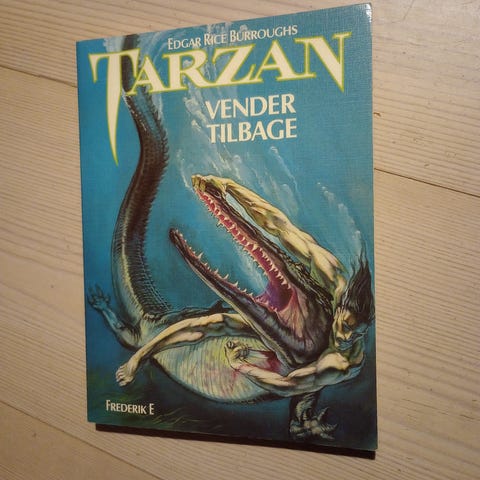 EDGAR RICE BURROUGHS
TARZAN
VENDER
TILBAGE
FREDERIK E